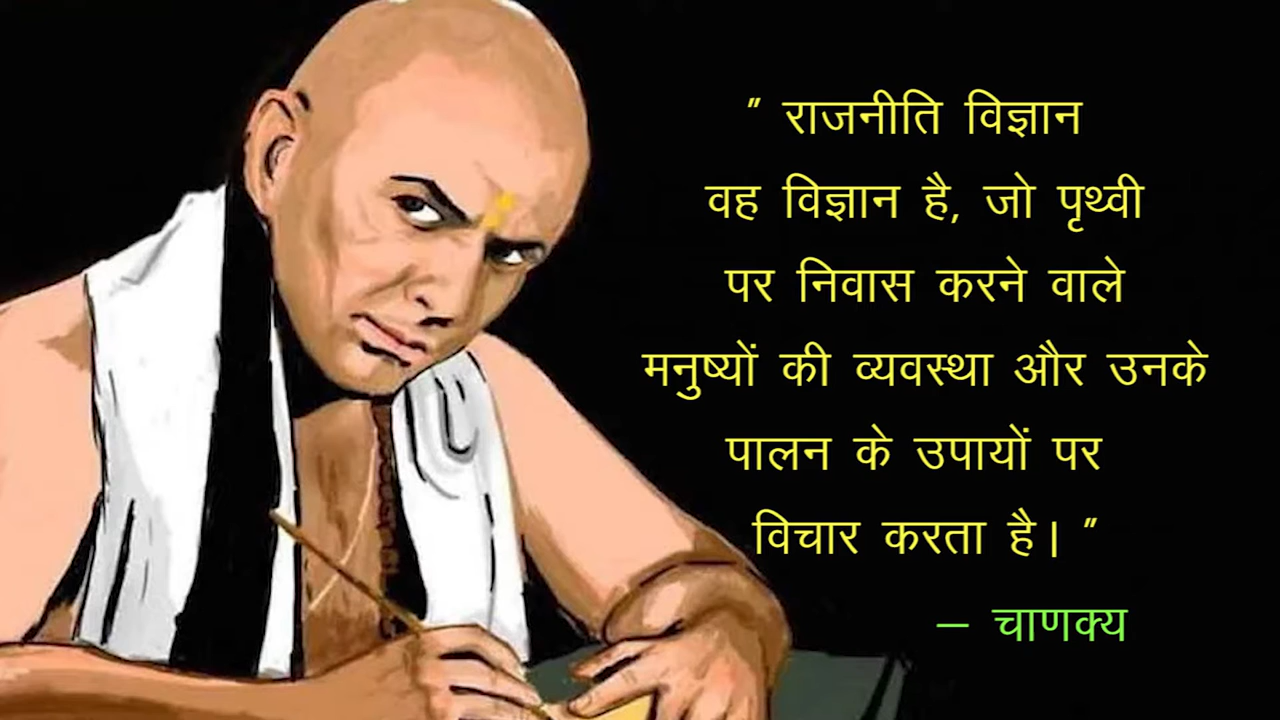 " राजनीति विज्ञान
वह विज्ञान है, जो पृथ्वी
पर निवास करने वाले
मनुष्यों की व्यवस्था और उनके
पालन के उपायों पर
विचार करता है। "
– चाणक्य